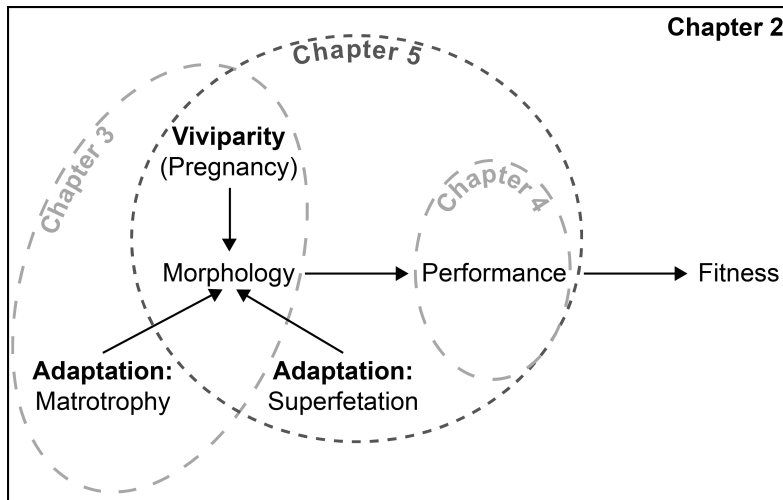 Chapter 2
Chapter 5
Chapter 3
Viviparity
(Pregnancy)
Chapter 4
Morphology
Performance
Fitness
Adaptation:
Matrotrophy
Adaptation:
Superfetation